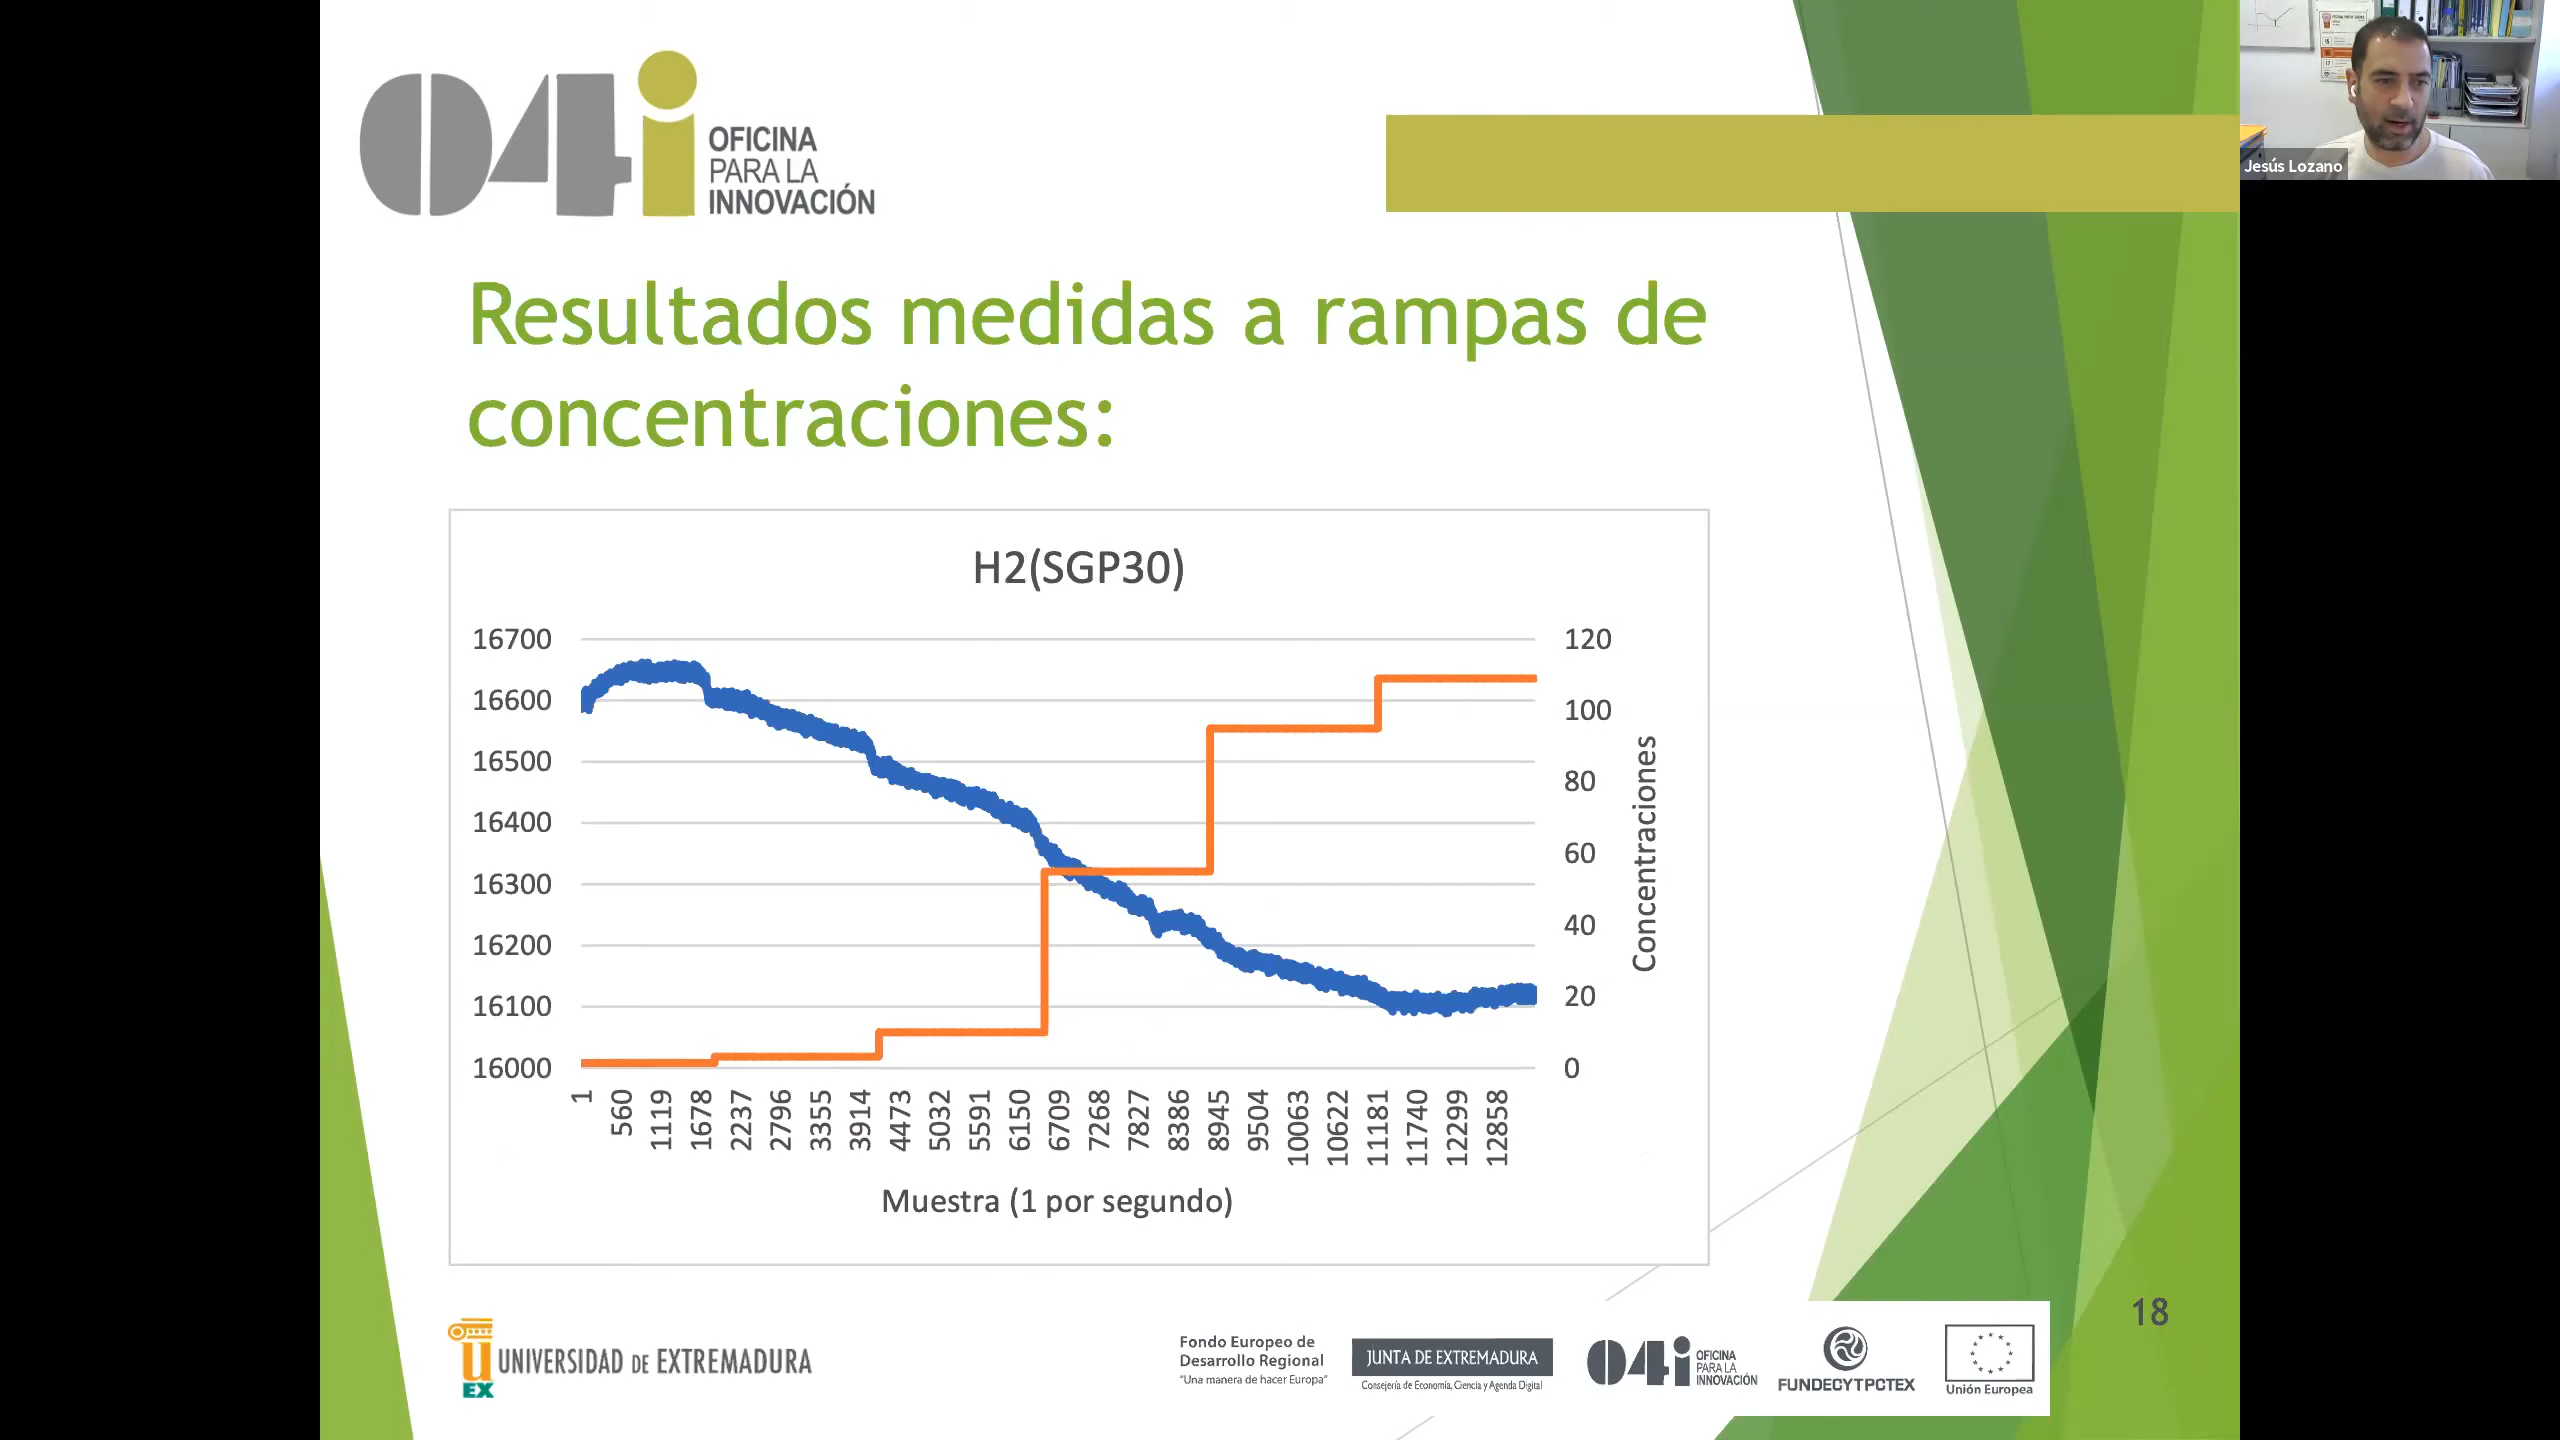 04i
OFICINA
PARA LA
INNOVACIÓN
Jesús Lozano
Resultados medidas a rampas de
concentraciones:
H2(SGP30)
16700
16600
16500
16400
16300
16200
16100
16000
120
100
80
60
40
20
0
Concentraciones
1
560
1119
1678
2237
2796
3355
3914
4473
5032
5591
6150
6709
7268
7827
8386
8945
9504
10063
10622
11181
11740
12299
12858
Muestra (1 por segundo)
18
UEX
UNIVERSIDAD DE EXTREMADURA
Fondo Europeo de
Desarrollo Regional
"Una manera de hacer Europa"
JUNTA DE EXTREMADURA
Consejería de Economía, Ciencia y Agenda Digital
04i
OFICINA
PARA LA
INNOVACIÓN
FUNDECYTPCTEX
Unión Europea